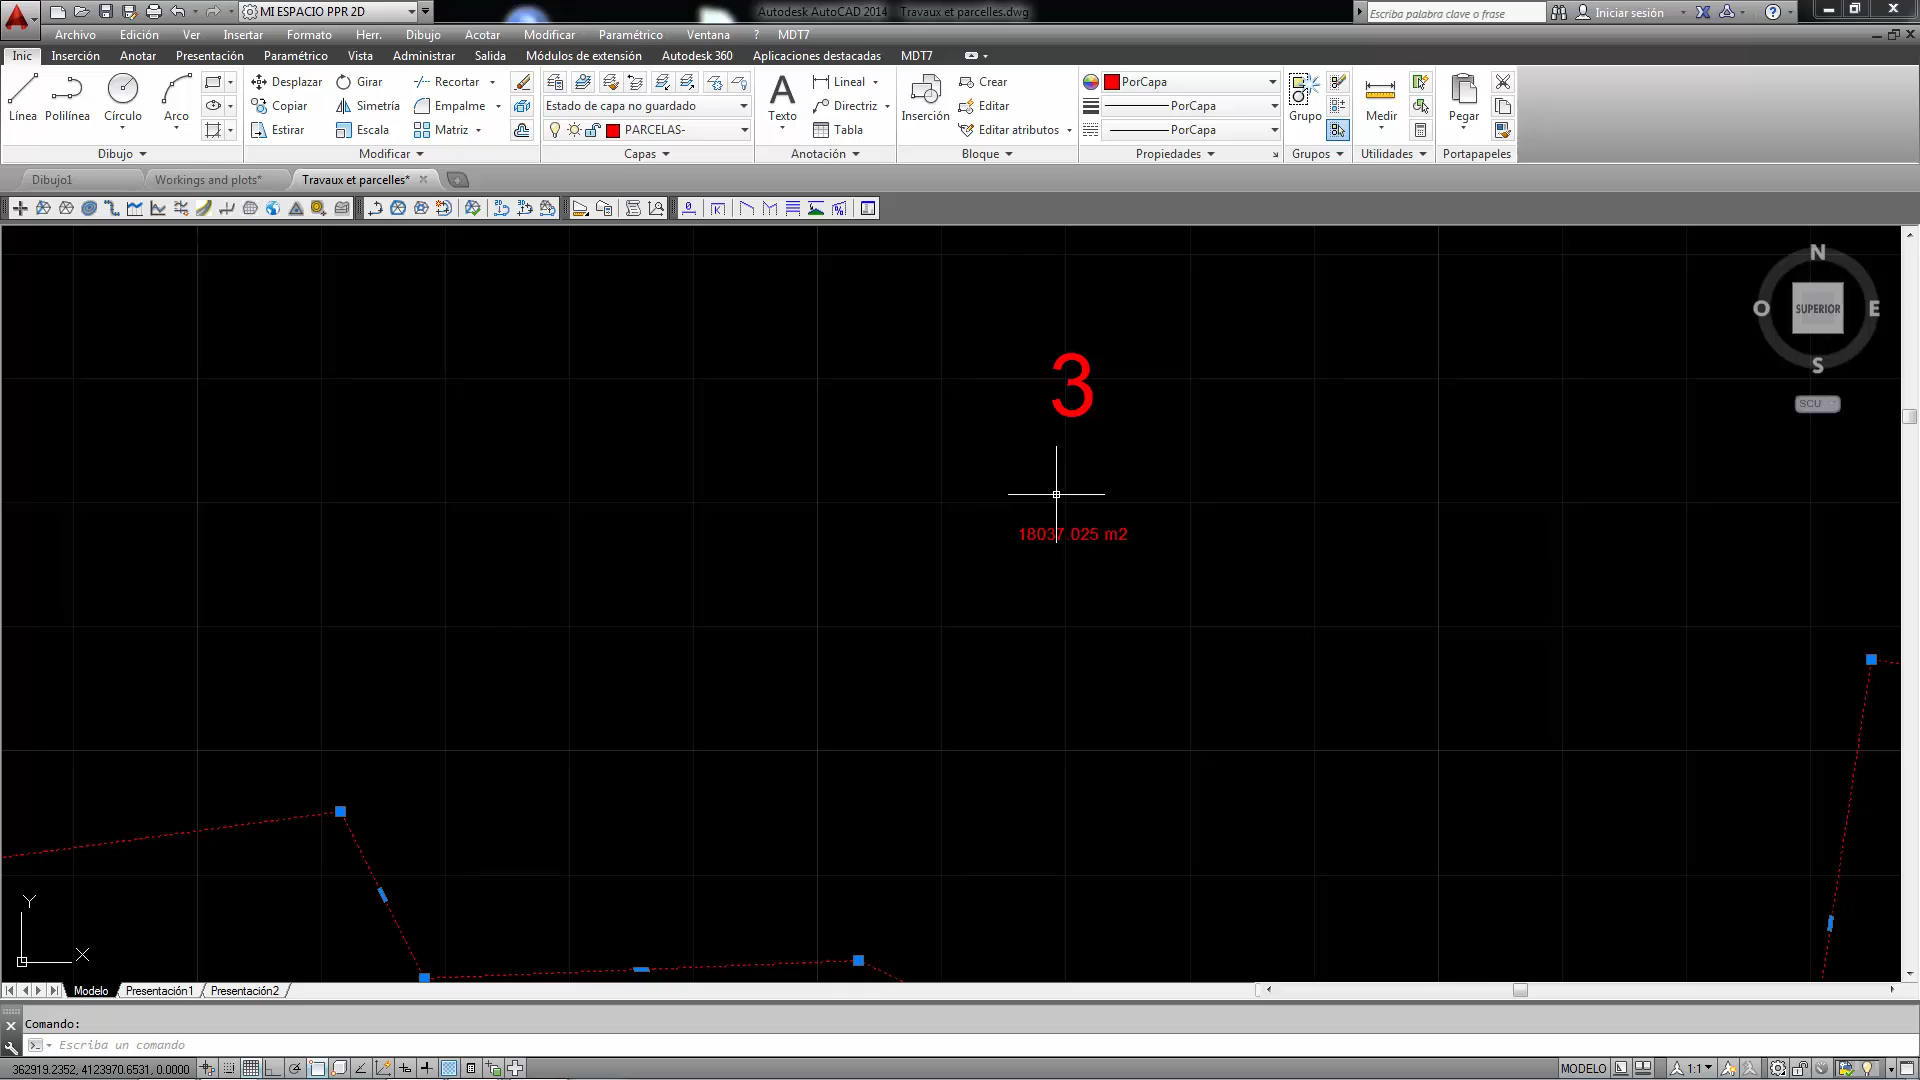 MI ESPACIO PPR 2D
Autodesk AutoCAD 2014 Travaux et parcelles.dwg
Escriba palabra clave o frase
Iniciar sesión
Archivo Edición Ver Insertar Formato Herr. Dibujo Acotar Modificar Paramétrico Ventana ? MDT7
Inic Inserción Anotar Presentación Paramétrico Vista Administrar Salida Módulos de extensión Autodesk 360 Aplicaciones destacadas MDT7
Línea Polilínea Círculo Arco
Desplazar Girar Recortar
Copiar Simetría Empalme
Estirar Escala Matriz
Estado de capa no guardado
PARCELAS-
Texto
Lineal
Directriz
Tabla
Inserción
Crear
Editar
Editar atributos
PorCapa
PorCapa
PorCapa
Grupo
Medir
Pegar
Dibujo Modificar Capas Anotación Bloque Propiedades Grupos Utilidades Portapapeles
Dibujo1 Workings and plots* Travaux et parcelles*
N
O SUPERIOR E
S
SCU
3
18037.025 m2
Y
X
Modelo Presentación1 Presentación2
Comando:
Escriba un comando
362919.2352, 4123970.6531, 0.0000
MODELO
1:1